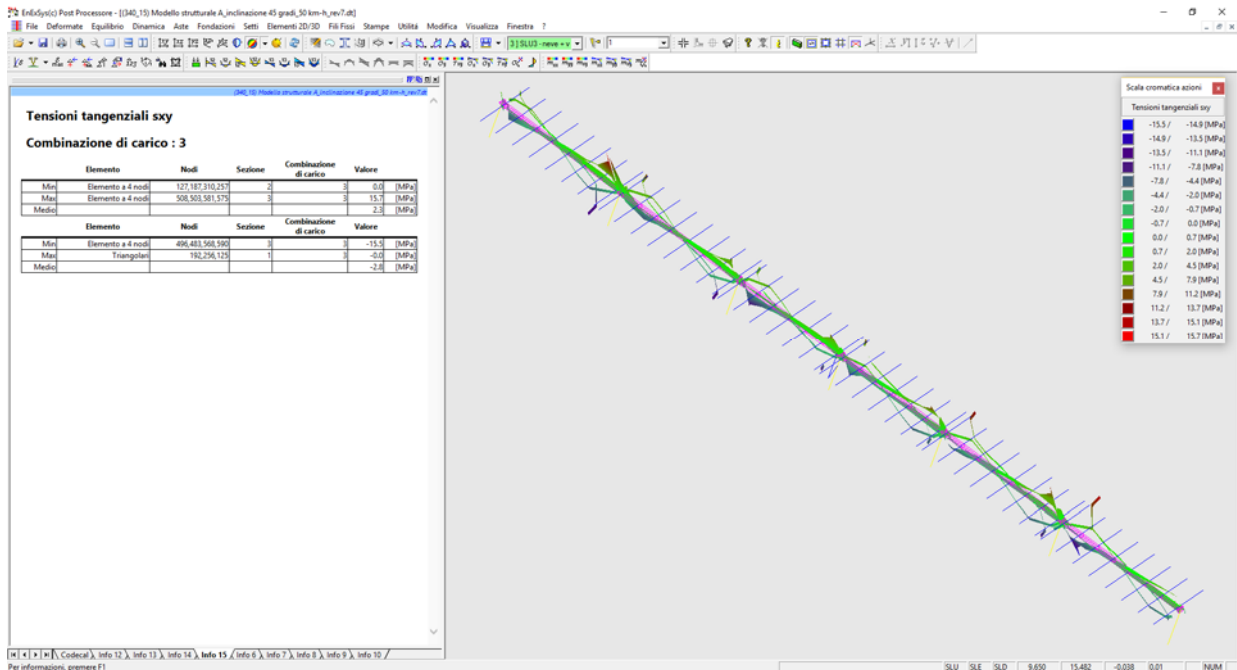 EnExSys(c) Post Processore - [(340_15) Modello strutturale A_inclinazione 45 gradi_50 km-h_rev7.dt]
File Deformate Equilibrio Dinamica Aste Fondazioni Setti Elementi 2D/3D Fili Fissi Stampe Utilità Modifica Visualizza Finestra ?
3 | SLU3 -neve + v
1
(340_15) Modello strutturale A_inclinazione 45 gradi_50 km-h_rev7.dt
Tensioni tangenziali sxy
Combinazione di carico : 3
Elemento Nodi Sezione Combinazione di carico Valore
Min Elemento a 4 nodi 127,187,310,257 2 3 0.0 [MPa]
Max Elemento a 4 nodi 508,503,581,575 3 3 15.7 [MPa]
Medio 2.3 [MPa]
Elemento Nodi Sezione Combinazione di carico Valore
Min Elemento a 4 nodi 496,483,568,590 3 3 -15.5 [MPa]
Max Triangolari 192,256,125 1 3 -0.0 [MPa]
Medio -2.8 [MPa]
Scala cromatica azioni
Tensioni tangenziali sxy
-15.5 / -14.9 [MPa]
-14.9 / -13.5 [MPa]
-13.5 / -11.1 [MPa]
-11.1 / -7.8 [MPa]
-7.8 / -4.4 [MPa]
-4.4 / -2.0 [MPa]
-2.0 / -0.7 [MPa]
-0.7 / 0.0 [MPa]
0.0 / 0.7 [MPa]
0.7 / 2.0 [MPa]
2.0 / 4.5 [MPa]
4.5 / 7.9 [MPa]
7.9 / 11.2 [MPa]
11.2 / 13.7 [MPa]
13.7 / 15.1 [MPa]
15.1 / 15.7 [MPa]
Codecal Info 12 Info 13 Info 14 Info 15 Info 6 Info 7 Info 8 Info 9 Info 10
Per informazioni, premere F1
SLU SLE SLD 9.650 15.482 -0.038 0.01 NUM